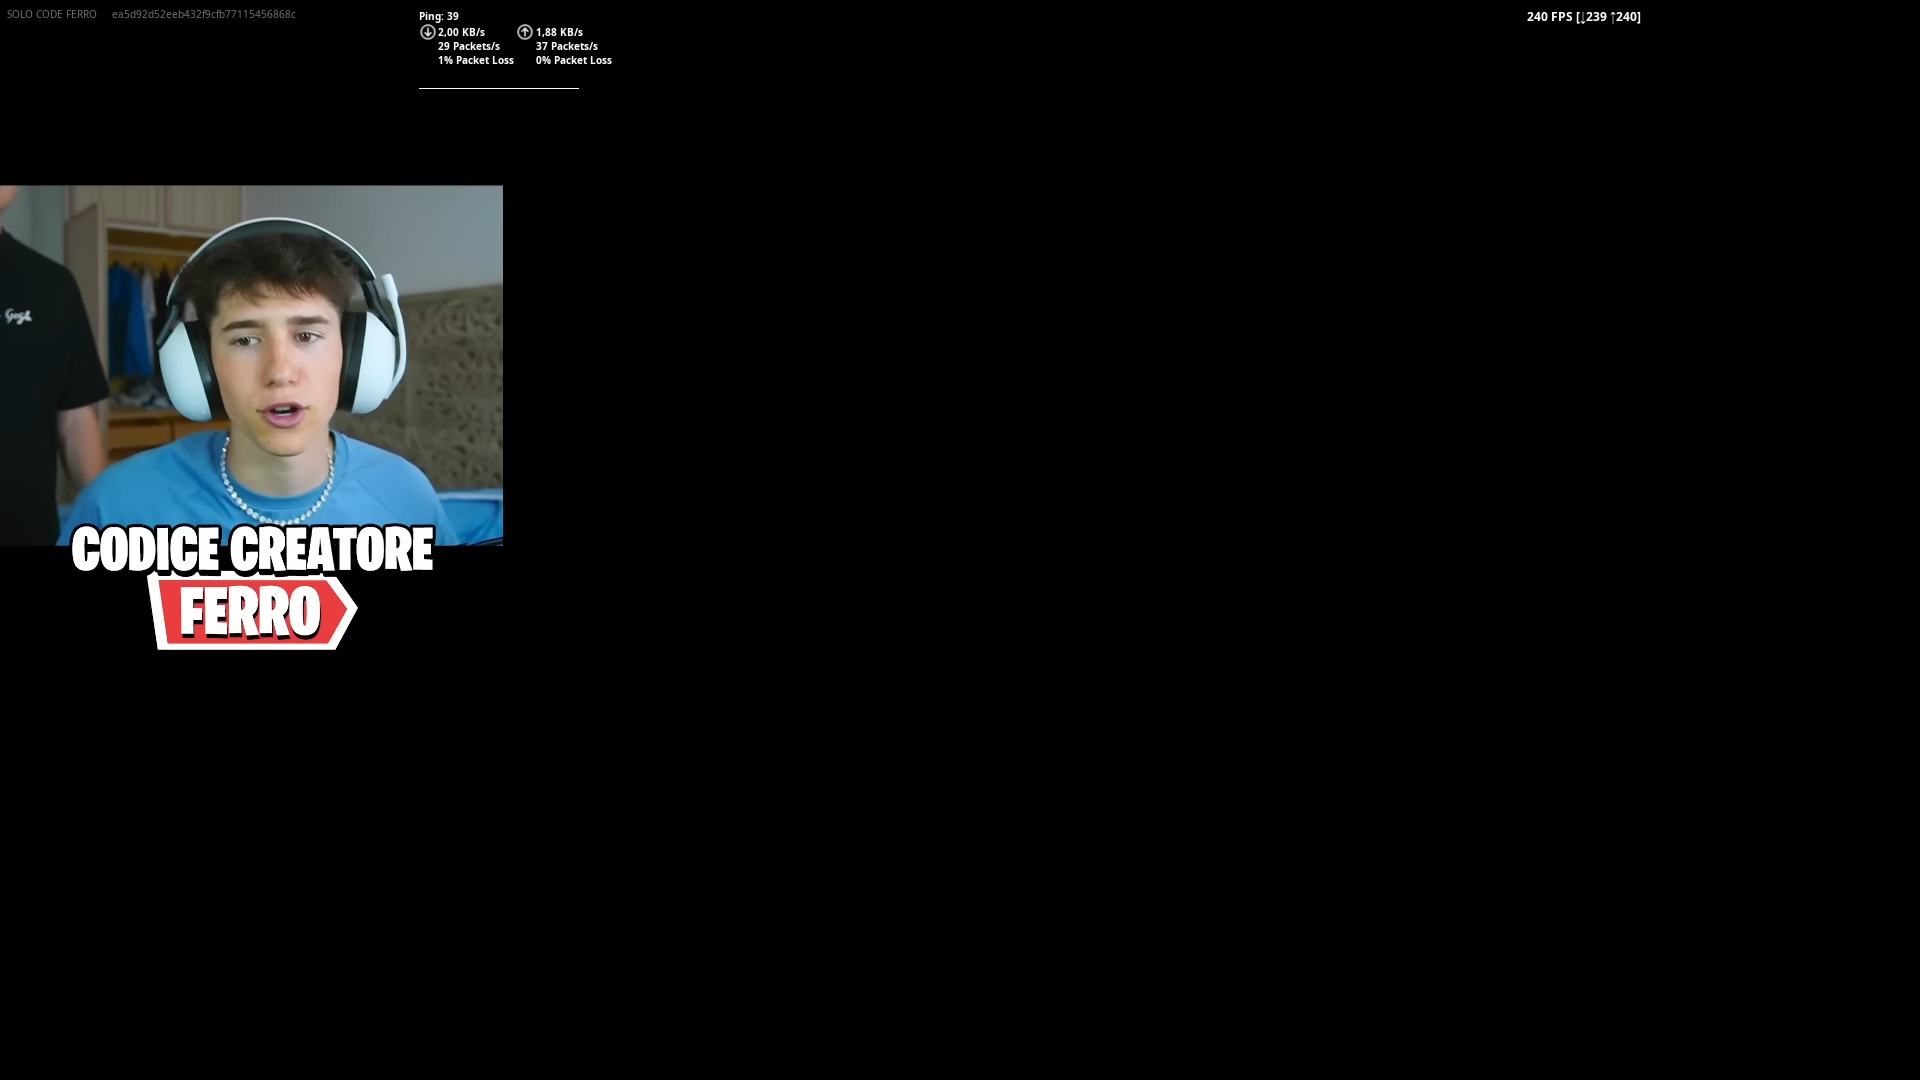 SOLO CODE FERRO ea5d92d52eeb432f9cfb77115456868c
Ping: 39
2,00 KB/s 1,88 KB/s
29 Packets/s 37 Packets/s
1% Packet Loss 0% Packet Loss
240 FPS [↓239 ↑240]
CODICE CREATORE
FERRO